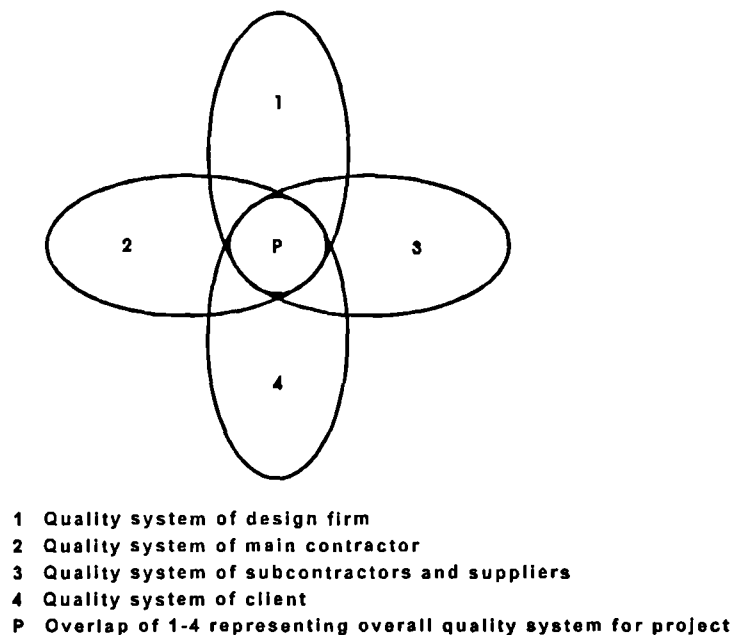 1
2
P
3
4
1 Quality system of design firm
2 Quality system of main contractor
3 Quality system of subcontractors and suppliers
4 Quality system of client
P Overlap of 1-4 representing overall quality system for project